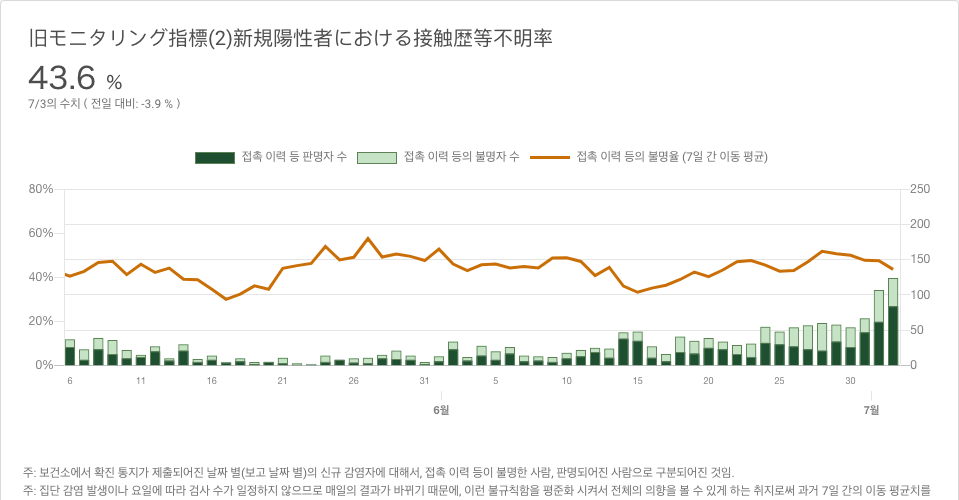 旧モニタリング指標(2)新規陽性者における接触歴等不明率
43.6 %
7/3의 수치 ( 전일 대비: -3.9 % )
접촉 이력 등 판명자 수 접촉 이력 등의 불명자 수 접촉 이력 등의 불명율 (7일 간 이동 평균)
80% 250
200
60%
150
40%
100
20%
50
0% 0
6 11 16 21 26 31 5 10 15 20 25 30
6월 7월
주: 보건소에서 확진 통지가 제출되어진 날짜 별(보고 날짜 별)의 신규 감염자에 대해서, 접촉 이력 등이 불명한 사람, 판명되어진 사람으로 구분되어진 것임.
주: 집단 감염 발생이나 요일에 따라 검사 수가 일정하지 않으므로 매일의 결과가 바뀌기 때문에, 이런 불규칙함을 평준화 시켜서 전체의 의향을 볼 수 있게 하는 취지로써 과거 7일 간의 이동 평균치를